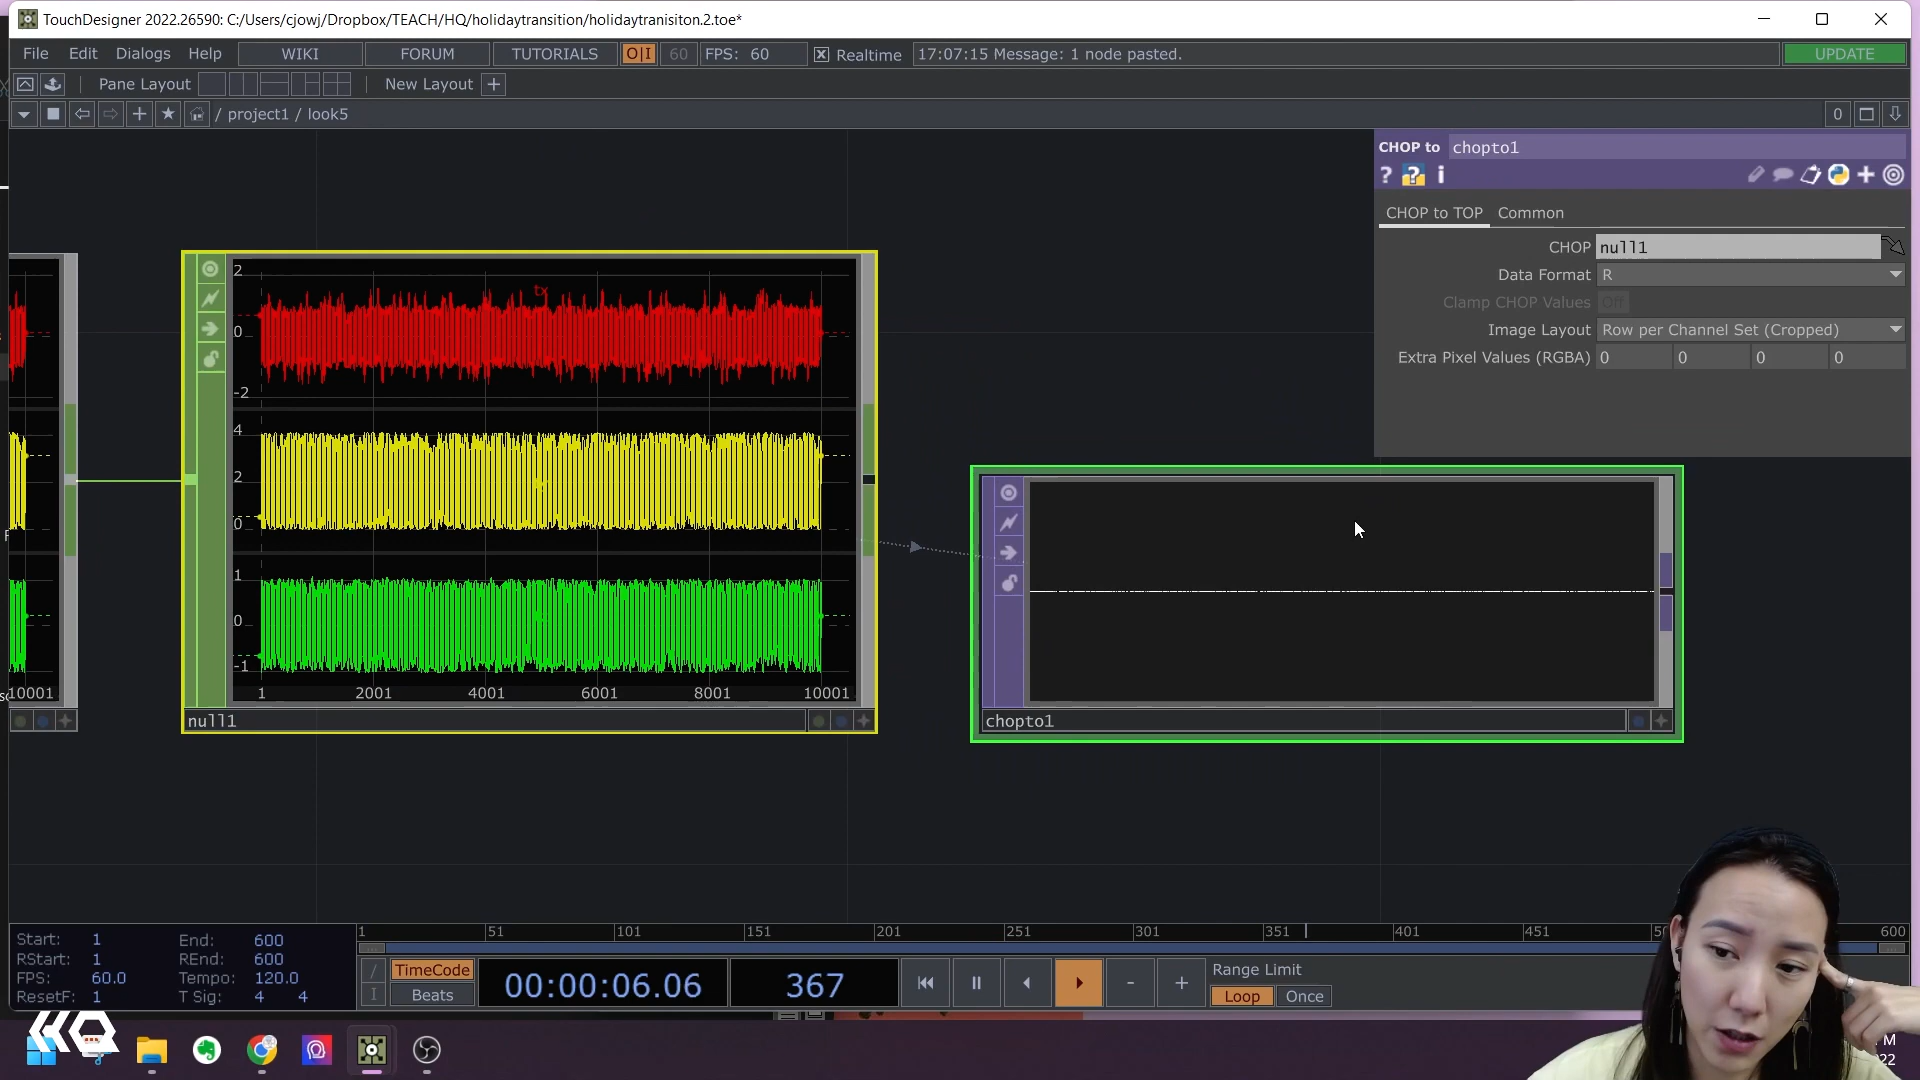 TouchDesigner 2022.26590: C:/Users/cjowj/Dropbox/TEACH/HQ/holidaytransition/holidaytranisiton.2.toe*
File Edit Dialogs Help WIKI FORUM TUTORIALS O|I 60 FPS: 60 Realtime 17:07:15 Message: 1 node pasted. UPDATE
Pane Layout New Layout +
/ project1 / look5 0
CHOP to chopto1
? ? i
CHOP to TOP Common
CHOP null1
Data Format R
Clamp CHOP Values Off
Image Layout Row per Channel Set (Cropped)
Extra Pixel Values (RGBA) 0 0 0 0
2
tx
0
-2
4
2
0
1
0
-1
10001
1 2001 4001 6001 8001 10001
null1
chopto1
1 51 101 151 201 251 301 351 401 451 600
Start: 1 End: 600
RStart: 1 REnd: 600
FPS: 60.0 Tempo: 120.0
ResetF: 1 T Sig: 4 4
/ TimeCode
I Beats
00:00:06.06 367
- +
Range Limit
Loop Once
HQ